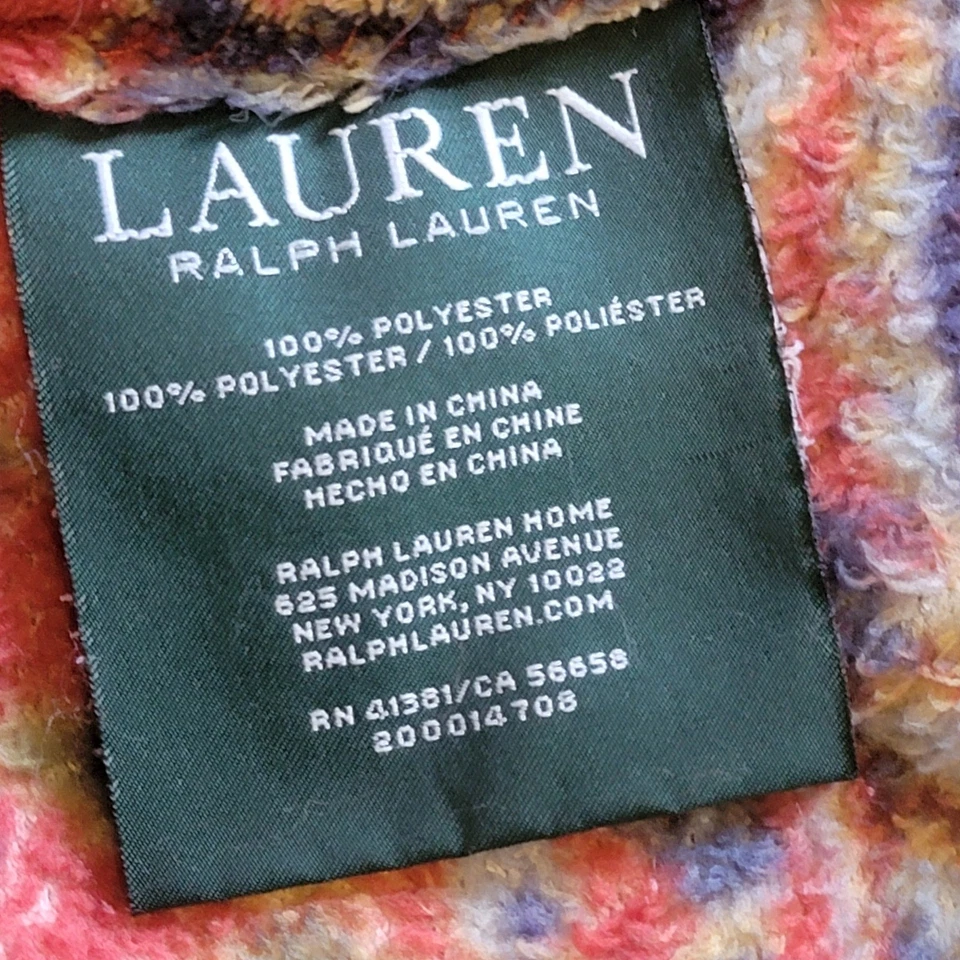 LAUREN
RALPH LAUREN
100% POLYESTER
100% POLYESTER / 100% POLIÉSTER
MADE IN CHINA
FABRIQUÉ EN CHINE
HECHO EN CHINA
RALPH LAUREN HOME
625 MADISON AVENUE
NEW YORK, NY 10022
RALPHLAUREN.COM
RN 41381/CA 56658
200014708